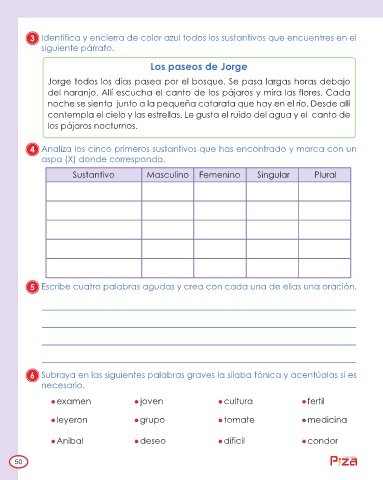 3 Identifica y encierra de color azul todos los sustantivos que encuentres en el
siguiente párrafo.
Los paseos de Jorge
Jorge todos los días pasea por el bosque. Se pasa largas horas debajo
del naranjo. Allí escucha el canto de los pájaros y mira las flores. Cada
noche se sienta junto a la pequeña catarata que hay en el río. Desde allí
contempla el cielo y las estrellas. Le gusta el ruido del agua y el canto de
los pájaros nocturnos.
4 Analiza los cinco primeros sustantivos que has encontrado y marca con un
aspa (X) donde corresponda.
Sustantivo Masculino Femenino Singular Plural
5 Escribe cuatro palabras agudas y crea con cada una de ellas una oración.
6 Subraya en las siguientes palabras graves la sílaba tónica y acentúalas si es
necesario.
• examen • joven • cultura • fertil
• leyeron • grupo • tomate • medicina
• Anibal • deseo • dificil • condor
50 PIZA